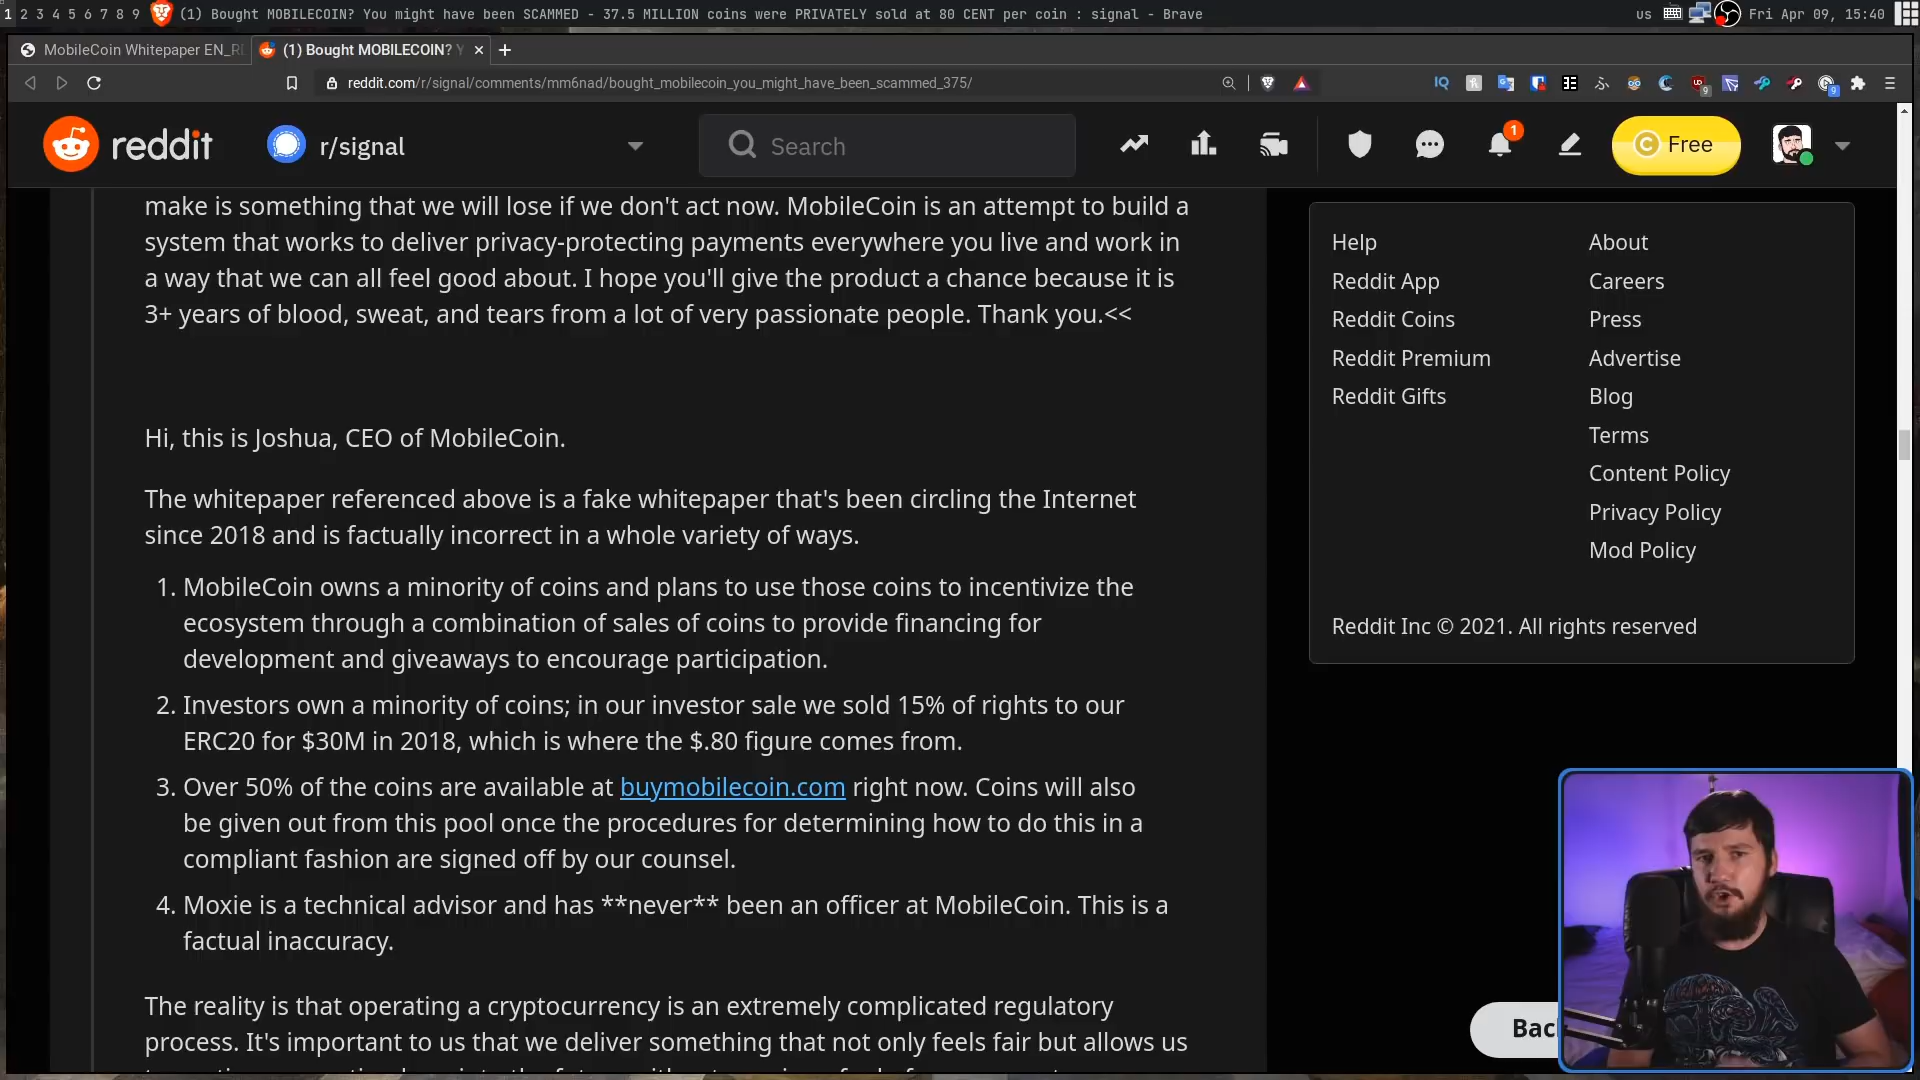 1 2 3 4 5 6 7 8 9 (1) Bought MOBILECOIN? You might have been SCAMMED - 37.5 MILLION coins were PRIVATELY sold at 80 CENT per coin : signal - Brave us Fri Apr 09, 15:40
MobileCoin Whitepaper EN_R
(1) Bought MOBILECOIN? Y
reddit.com/r/signal/comments/mm6nad/bought_mobilecoin_you_might_have_been_scammed_375/
reddit r/signal Search 1 Free
make is something that we will lose if we don't act now. MobileCoin is an attempt to build a
system that works to deliver privacy-protecting payments everywhere you live and work in
a way that we can all feel good about. I hope you'll give the product a chance because it is
3+ years of blood, sweat, and tears from a lot of very passionate people. Thank you.<<
Hi, this is Joshua, CEO of MobileCoin.
The whitepaper referenced above is a fake whitepaper that's been circling the Internet
since 2018 and is factually incorrect in a whole variety of ways.
1. MobileCoin owns a minority of coins and plans to use those coins to incentivize the
ecosystem through a combination of sales of coins to provide financing for
development and giveaways to encourage participation.
2. Investors own a minority of coins; in our investor sale we sold 15% of rights to our
ERC20 for $30M in 2018, which is where the $.80 figure comes from.
3. Over 50% of the coins are available at buymobilecoin.com right now. Coins will also
be given out from this pool once the procedures for determining how to do this in a
compliant fashion are signed off by our counsel.
4. Moxie is a technical advisor and has **never** been an officer at MobileCoin. This is a
factual inaccuracy.
The reality is that operating a cryptocurrency is an extremely complicated regulatory
process. It's important to us that we deliver something that not only feels fair but allows us
Help
Reddit App
Reddit Coins
Reddit Premium
Reddit Gifts
About
Careers
Press
Advertise
Blog
Terms
Content Policy
Privacy Policy
Mod Policy
Reddit Inc © 2021. All rights reserved
Bac